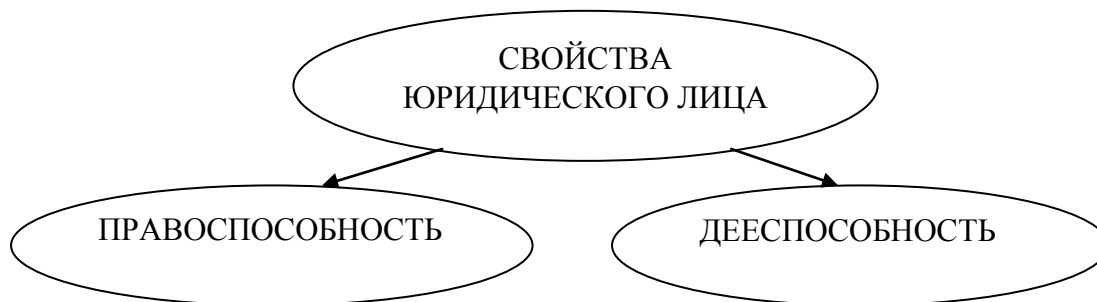 СВОЙСТВА
ЮРИДИЧЕСКОГО ЛИЦА
ПРАВОСПОСОБНОСТЬ
ДЕЕСПОСОБНОСТЬ